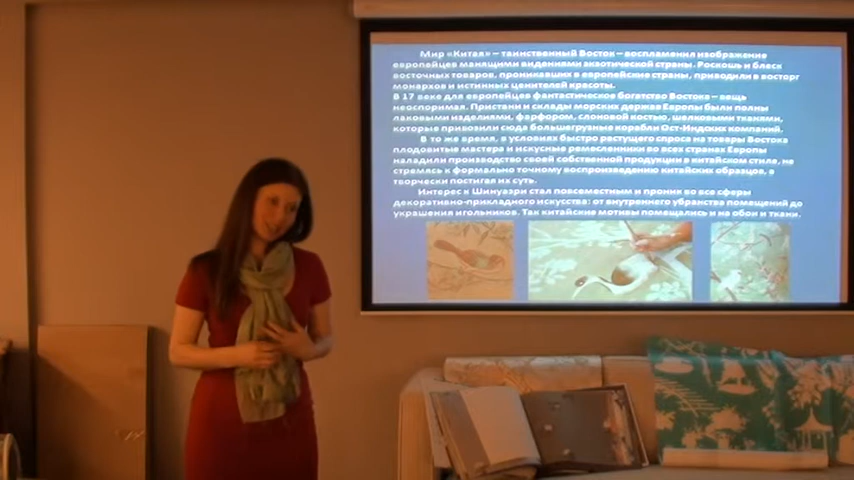 Мир «Китая» – таинственный Восток – воспламенил изображение
европейцев манящими видениями экзотической страны. Роскошь и блеск
восточных товаров, проникавших в европейские страны, приводили в восторг
монархов и истинных ценителей красоты.
В 17 веке для европейцев фантастическое богатство Востока – вещь
неоспоримая. Пристани и склады морских держав Европы были полны
лаковыми изделиями, фарфором, слоновой костью, шелковыми тканями,
которые привозили сюда большегрузные корабли Ост-Индских компаний.
В то же время, в условиях быстро растущего спроса на товары Востока
плодовитые мастера и искусные ремесленники во всех странах Европы
наладили производство своей собственной продукции в китайском стиле, не
стремясь к формально точному воспроизведению китайских образцов, а
творчески постигая их суть.
Интерес к Шинуазри стал повсеместным и проник во все сферы
декоративно-прикладного искусства: от внутреннего убранства помещений до
украшения игольников. Так китайские мотивы помещались и на обои и ткани.